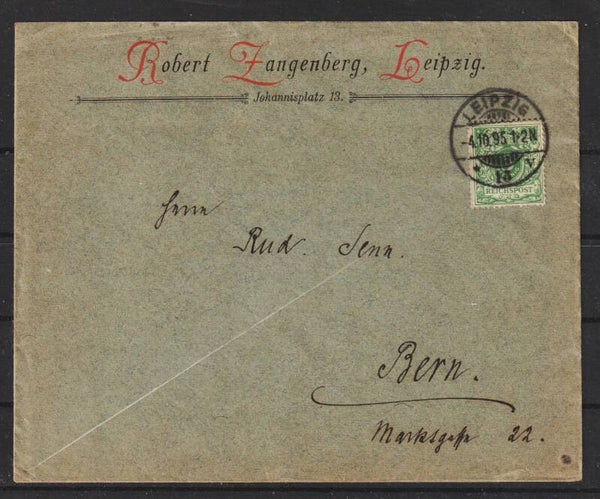 Robert Zangenberg, Leipzig.
Johannisplatz 13.
LEIPZIG
-4.10.95 1-2N
* 13 v
REICHSPOST
Herrn
Rud. Senn.
Bern.
Marktgasse 22.